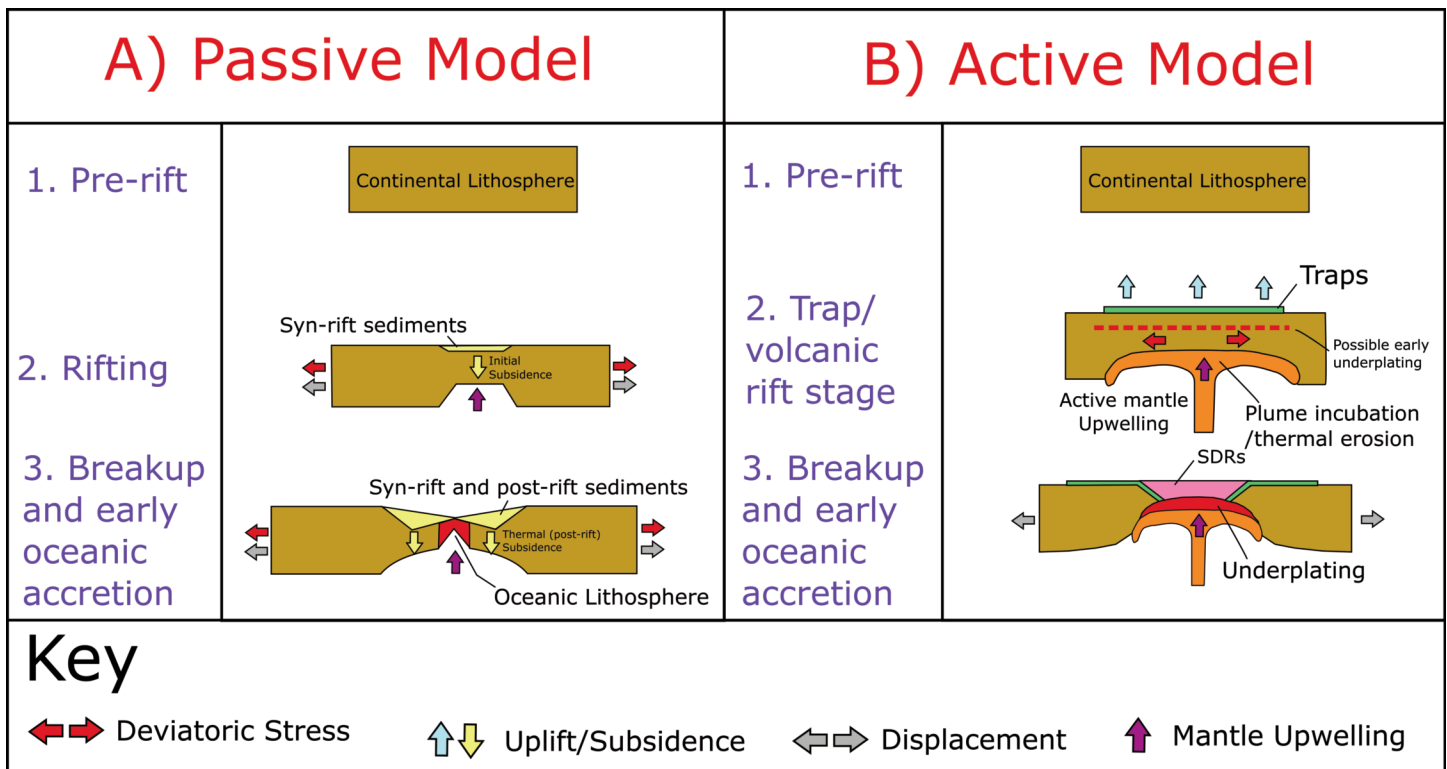 A) Passive Model
B) Active Model
1. Pre-rift
Continental Lithosphere
2. Rifting
Syn-rift sediments
Initial
Subsidence
3. Breakup
and early
oceanic
accretion
Syn-rift and post-rift sediments
Thermal (post-rift)
Subsidence
Oceanic Lithosphere
1. Pre-rift
Continental Lithosphere
2. Trap/
volcanic
rift stage
Traps
Possible early
underplating
Active mantle
Upwelling
Plume incubation
/thermal erosion
3. Breakup
and early
oceanic
accretion
SDRs
Underplating
Key
Deviatoric Stress
Uplift/Subsidence
Displacement
Mantle Upwelling